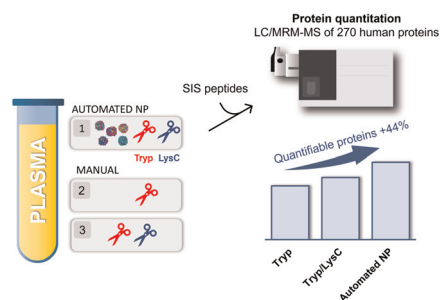 Protein quantitation
LC/MRM-MS of 270 human proteins
SIS peptides
PLASMA
AUTOMATED NP
1
Tryp LysC
MANUAL
2
3
Quantifiable proteins +44%
Tryp
Tryp/LysC
Automated NP